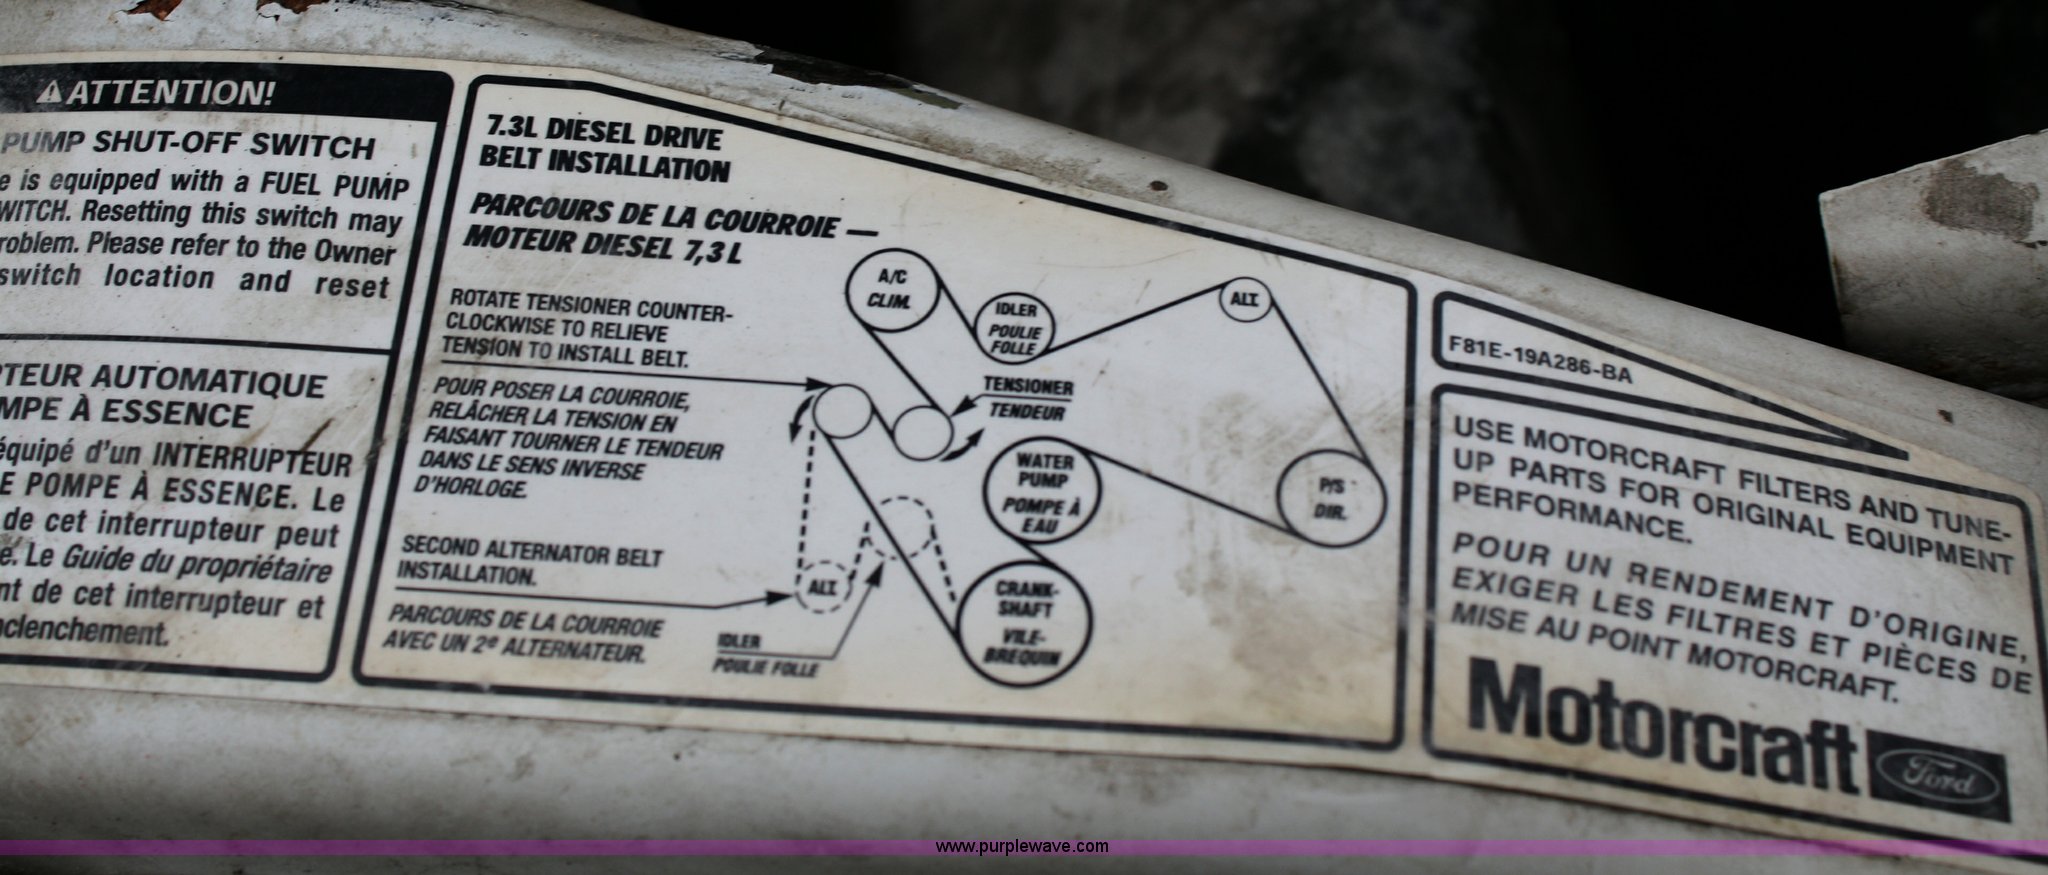 ⚠ ATTENTION!
PUMP SHUT-OFF SWITCH
e is equipped with a FUEL PUMP
WITCH. Resetting this switch may
roblem. Please refer to the Owner
switch location and reset
TEUR AUTOMATIQUE
MPE À ESSENCE
équipé d'un INTERRUPTEUR
E POMPE À ESSENCE. Le
de cet interrupteur peut
e. Le Guide du propriétaire
nt de cet interrupteur et
nclenchement.
7.3L DIESEL DRIVE
BELT INSTALLATION
PARCOURS DE LA COURROIE —
MOTEUR DIESEL 7,3 L
ROTATE TENSIONER COUNTER-
CLOCKWISE TO RELIEVE
TENSION TO INSTALL BELT.
POUR POSER LA COURROIE,
RELÂCHER LA TENSION EN
FAISANT TOURNER LE TENDEUR
DANS LE SENS INVERSE
D'HORLOGE.
SECOND ALTERNATOR BELT
INSTALLATION.
PARCOURS DE LA COURROIE
AVEC UN 2e ALTERNATEUR.
A/C
CLIM.
IDLER
POULIE
FOLLE
ALT.
TENSIONER
TENDEUR
WATER
PUMP
POMPE À
EAU
P/S
DIR.
CRANK-
SHAFT
VILE-
BREQUIN
ALT.
IDLER
POULIE FOLLE
F81E-19A286-BA
USE MOTORCRAFT FILTERS AND TUNE-
UP PARTS FOR ORIGINAL EQUIPMENT
PERFORMANCE.
POUR UN RENDEMENT D'ORIGINE,
EXIGER LES FILTRES ET PIÈCES DE
MISE AU POINT MOTORCRAFT.
Motorcraft
Ford
www.purplewave.com